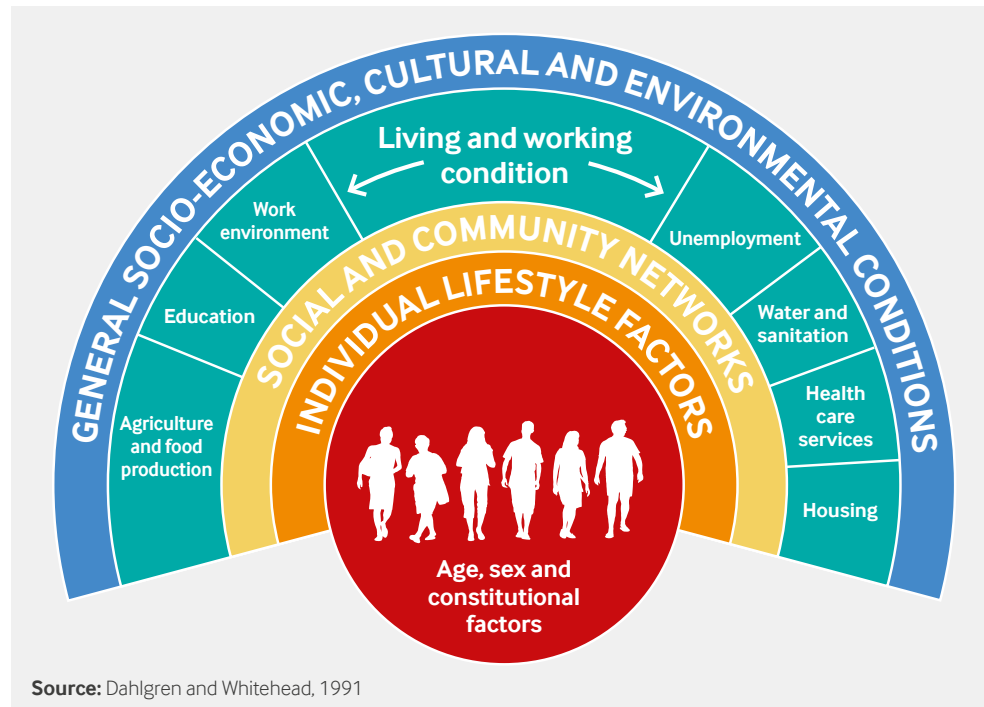 GENERAL SOCIO-ECONOMIC, CULTURAL AND ENVIRONMENTAL CONDITIONS
Living and working
condition
Work
environment
Education
Agriculture
and food
production
Unemployment
Water and
sanitation
Health
care
services
Housing
SOCIAL AND COMMUNITY NETWORKS
INDIVIDUAL LIFESTYLE FACTORS
Age, sex and
constitutional
factors
Source: Dahlgren and Whitehead, 1991